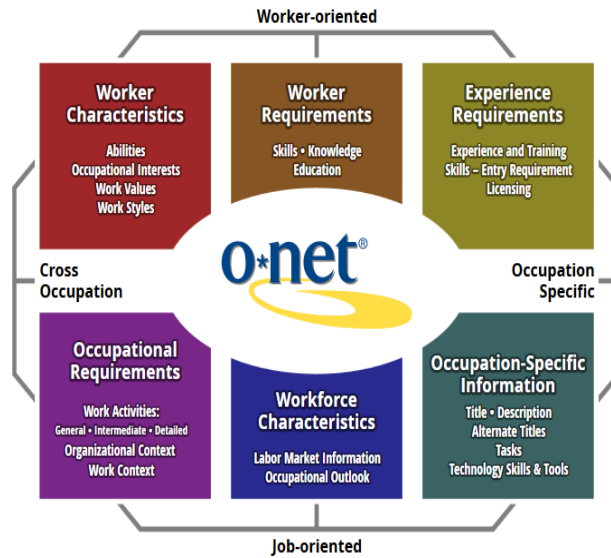 Worker-oriented
Worker
Characteristics
Abilities
Occupational Interests
Work Values
Work Styles
Worker
Requirements
Skills • Knowledge
Education
Experience
Requirements
Experience and Training
Skills – Entry Requirement
Licensing
Cross
Occupation
o*net®
Occupation
Specific
Occupational
Requirements
Work Activities:
General • Intermediate • Detailed
Organizational Context
Work Context
Workforce
Characteristics
Labor Market Information
Occupational Outlook
Occupation-Specific
Information
Title • Description
Alternate Titles
Tasks
Technology Skills & Tools
Job-oriented